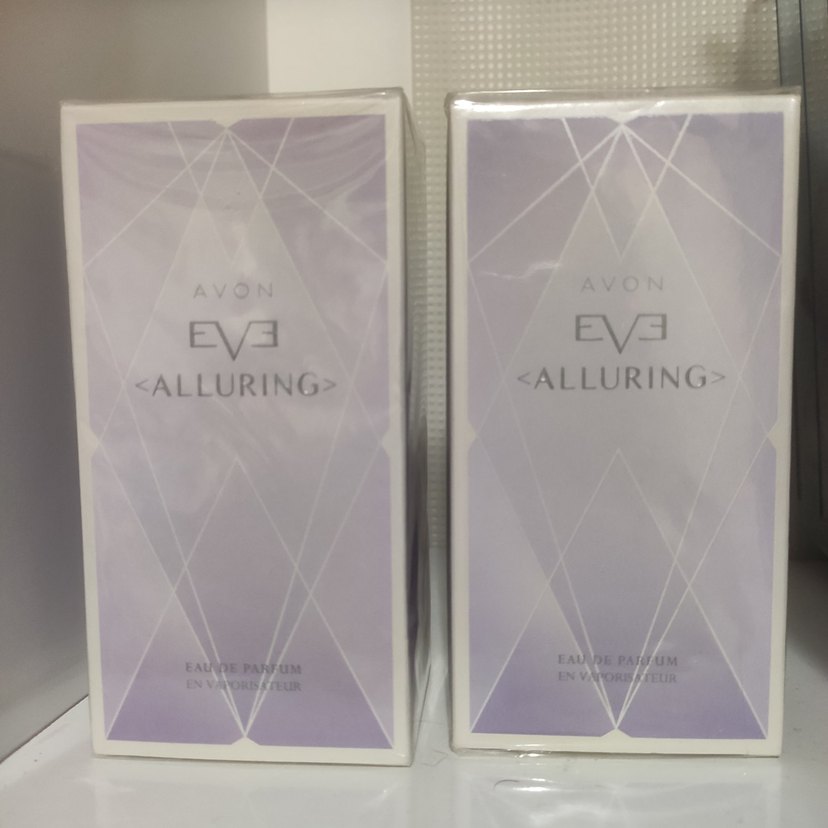 AVON
EVE
<ALLURING>
EAU DE PARFUM
EN VAPORISATEUR
AVON
EVE
<ALLURING>
EAU DE PARFUM
EN VAPORISATEUR